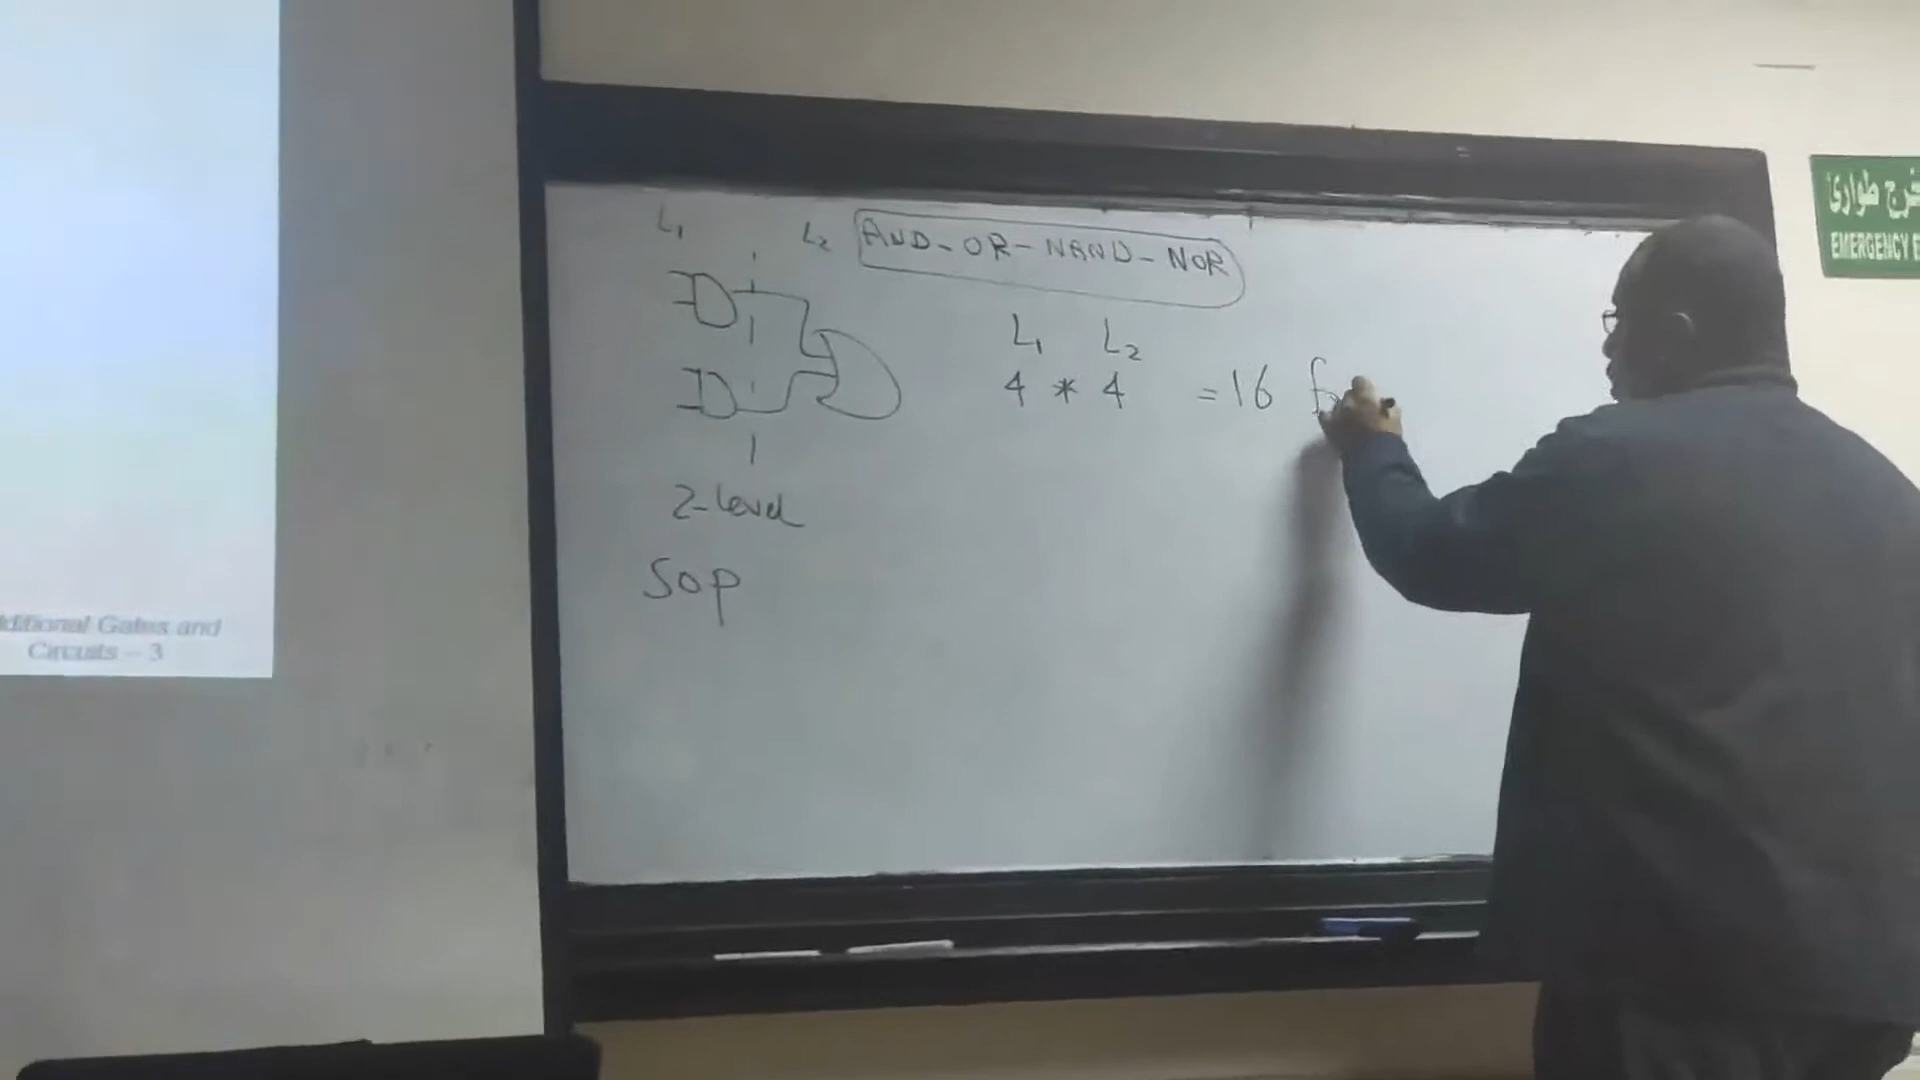 L₁ L₂ AND-OR-NAND-NOR
L₁ L₂
4 * 4 = 16
2-level
SOP
Gates and
Circuits – 3
طوارئ
EMERGENCY